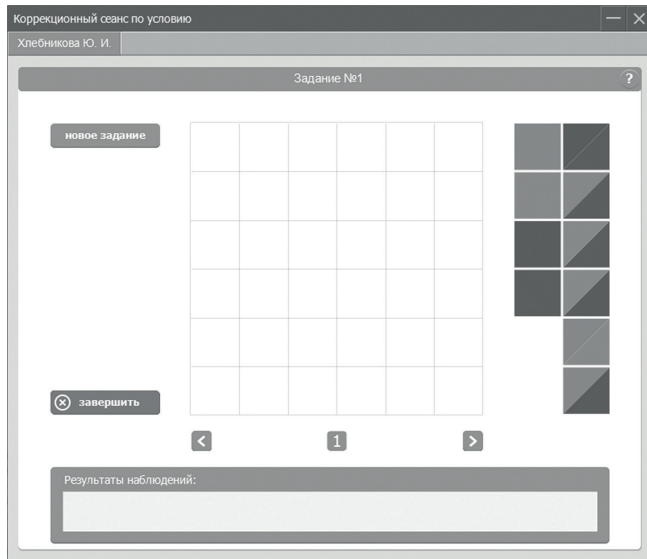 Коррекционный сеанс по условию
Хлебникова Ю. И.
Задание №1
?
новое задание
завершить
1
Результаты наблюдений: